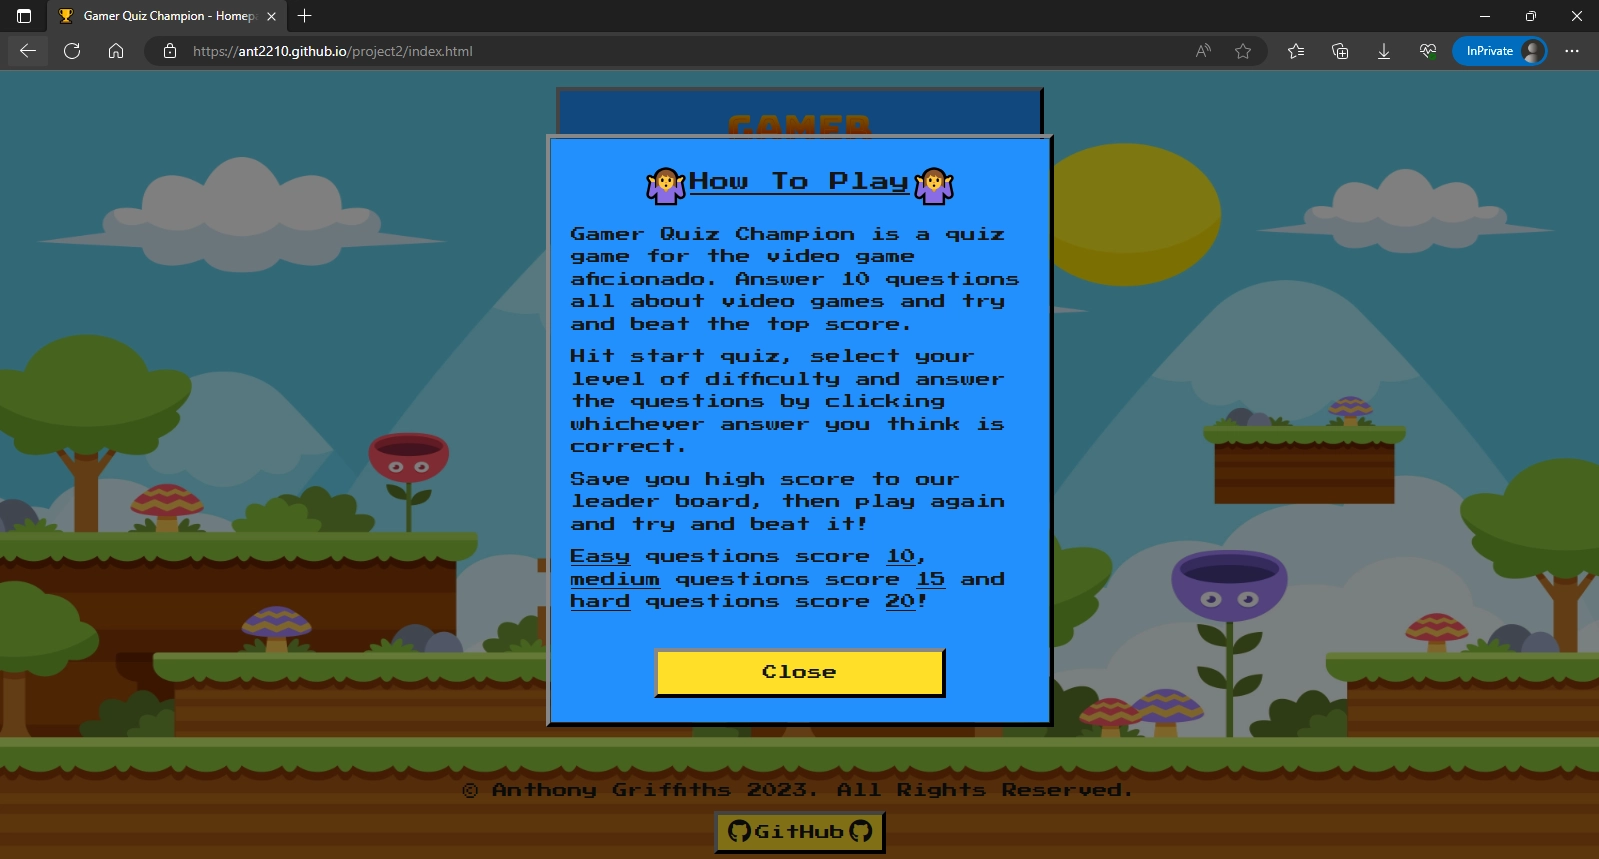 Gamer Quiz Champion - Homepa
https://ant2210.github.io/project2/index.html
InPrivate
GAMER
How To Play
Gamer Quiz Champion is a quiz
game for the video game
aficionado. Answer 10 questions
all about video games and try
and beat the top score.
Hit start quiz, select your
level of difficulty and answer
the questions by clicking
whichever answer you think is
correct.
Save you high score to our
leader board, then play again
and try and beat it!
Easy questions score 10,
medium questions score 15 and
hard questions score 20!
Close
© Anthony Griffiths 2023. All Rights Reserved.
GitHub